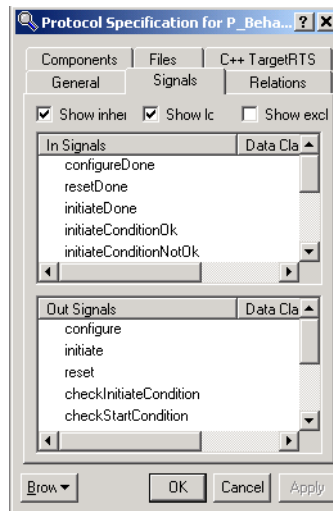 Protocol Specification for P_Beha...
Components Files C++ TargetRTS
General Signals Relations
Show inher Show lc Show excl
In Signals Data Cla
configureDone
resetDone
initiateDone
initiateConditionOk
initiateConditionNotOk
Out Signals Data Cla
configure
initiate
reset
checkInitiateCondition
checkStartCondition
Brow OK Cancel Apply